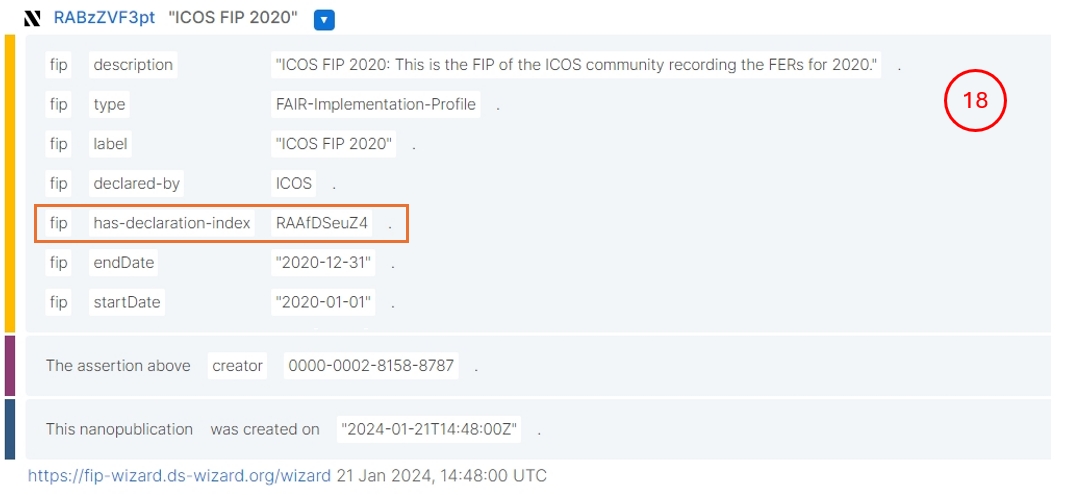 RABzZVF3pt "ICOS FIP 2020"
fip description "ICOS FIP 2020: This is the FIP of the ICOS community recording the FERs for 2020." .
18
fip type FAIR-Implementation-Profile .
fip label "ICOS FIP 2020" .
fip declared-by ICOS .
fip has-declaration-index RAAfDSeuZ4 .
fip endDate "2020-12-31" .
fip startDate "2020-01-01" .
The assertion above creator 0000-0002-8158-8787 .
This nanopublication was created on "2024-01-21T14:48:00Z" .
https://fip-wizard.ds-wizard.org/wizard 21 Jan 2024, 14:48:00 UTC